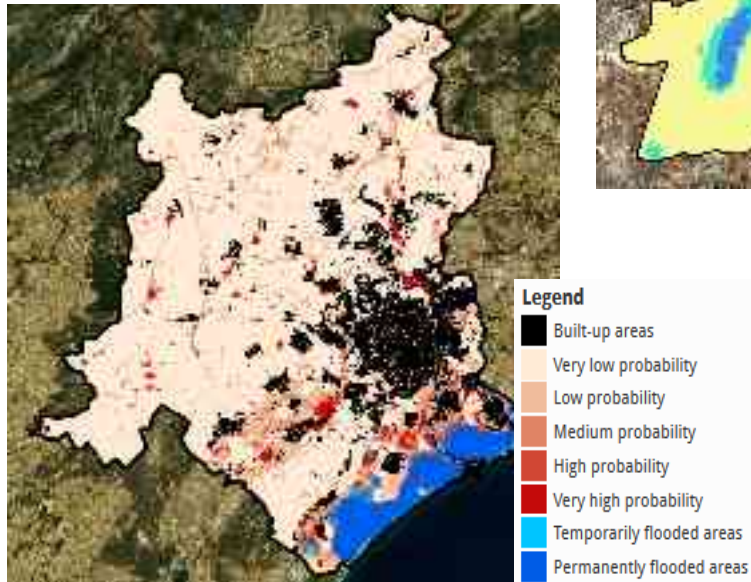 Legend
Built-up areas
Very low probability
Low probability
Medium probability
High probability
Very high probability
Temporarily flooded areas
Permanently flooded areas